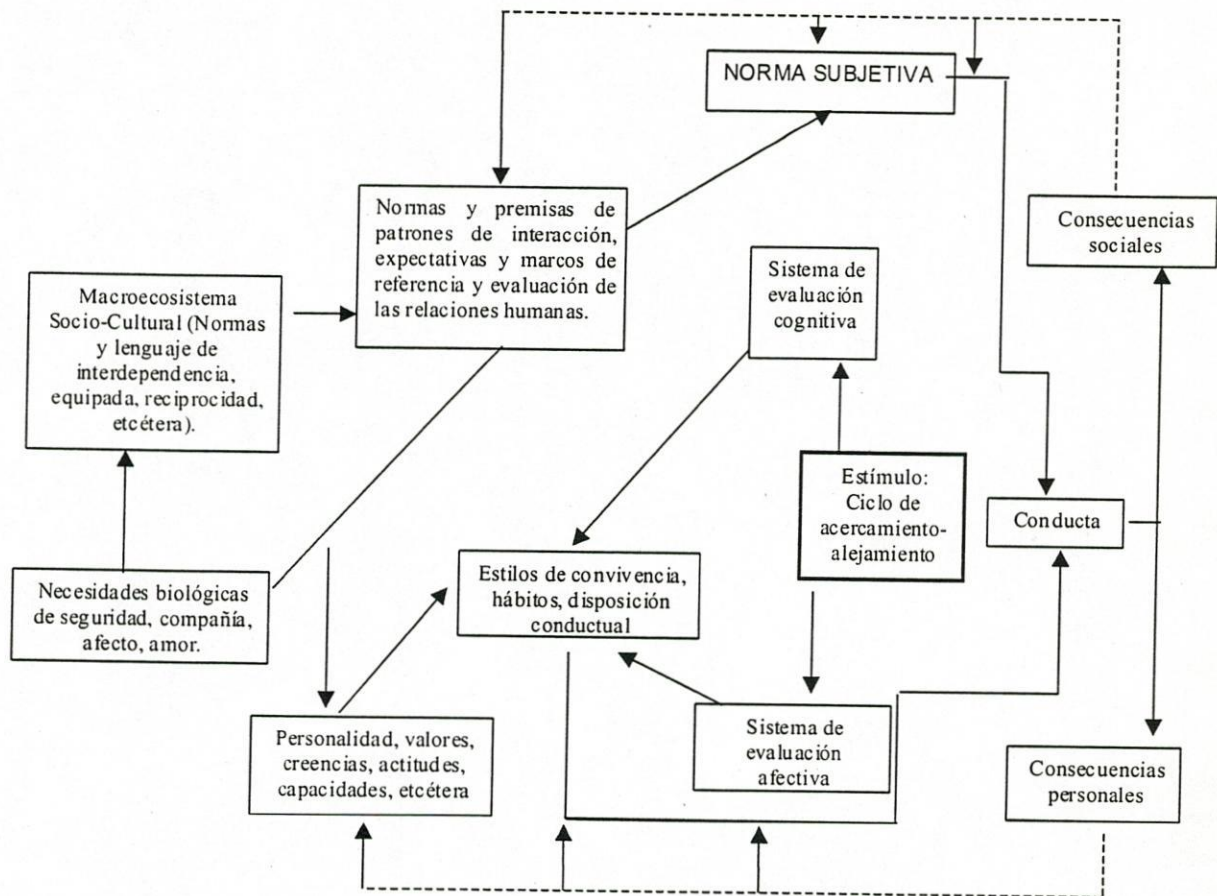 NORMA SUBJETIVA
Normas y premisas de
patrones de interacción,
expectativas y marcos de
referencia y evaluación de
las relaciones humanas.
Consecuencias
sociales
Sistema de
evaluación
cognitiva
Macroecosistema
Socio-Cultural (Normas
y lenguaje de
interdependencia,
equipada, reciprocidad,
etcétera).
Estímulo:
Ciclo de
acercamiento-
alejamiento
Conducta
Necesidades biológicas
de seguridad, compañía,
afecto, amor.
Estilos de convivencia,
hábitos, disposición
conductual
Personalidad, valores,
creencias, actitudes,
capacidades, etcétera
Sistema de
evaluación
afectiva
Consecuencias
personales